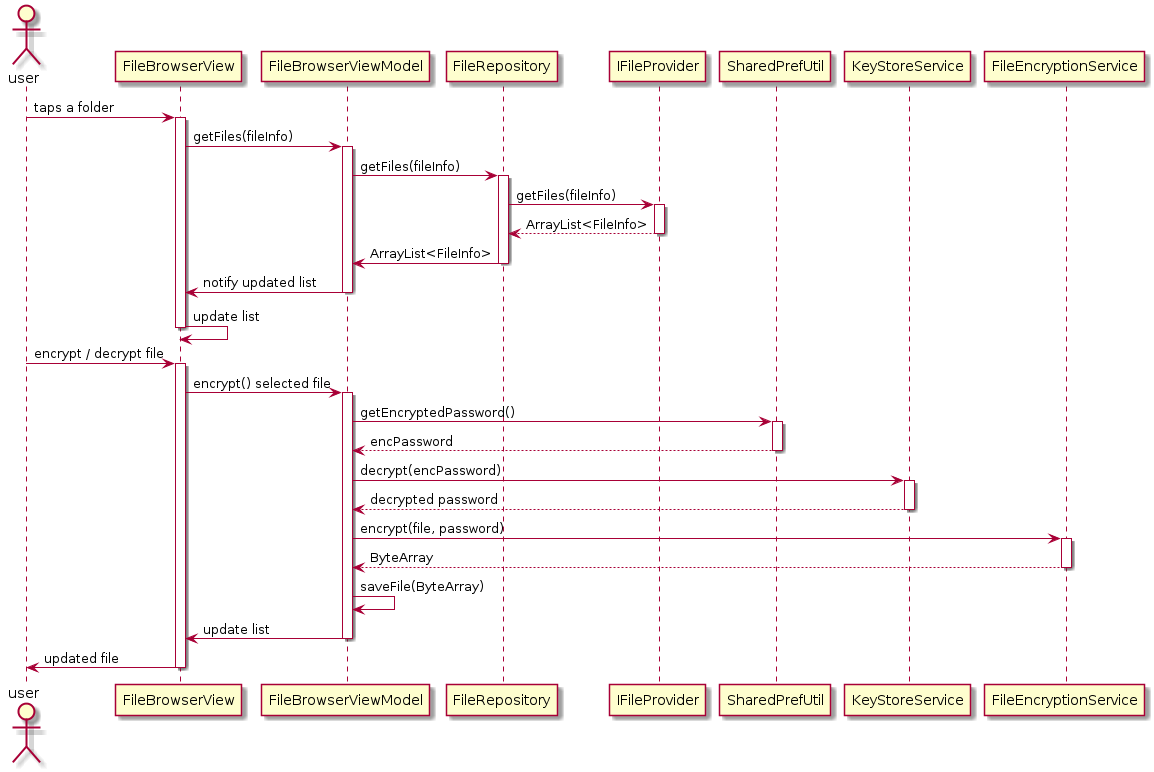 user
FileBrowserView
FileBrowserViewModel
FileRepository
IFileProvider
SharedPrefUtil
KeyStoreService
FileEncryptionService
taps a folder
getFiles(fileInfo)
getFiles(fileInfo)
getFiles(fileInfo)
ArrayList<FileInfo>
ArrayList<FileInfo>
notify updated list
update list
encrypt / decrypt file
encrypt() selected file
getEncryptedPassword()
encPassword
decrypt(encPassword)
decrypted password
encrypt(file, password)
ByteArray
saveFile(ByteArray)
update list
updated file
user
FileBrowserView
FileBrowserViewModel
FileRepository
IFileProvider
SharedPrefUtil
KeyStoreService
FileEncryptionService